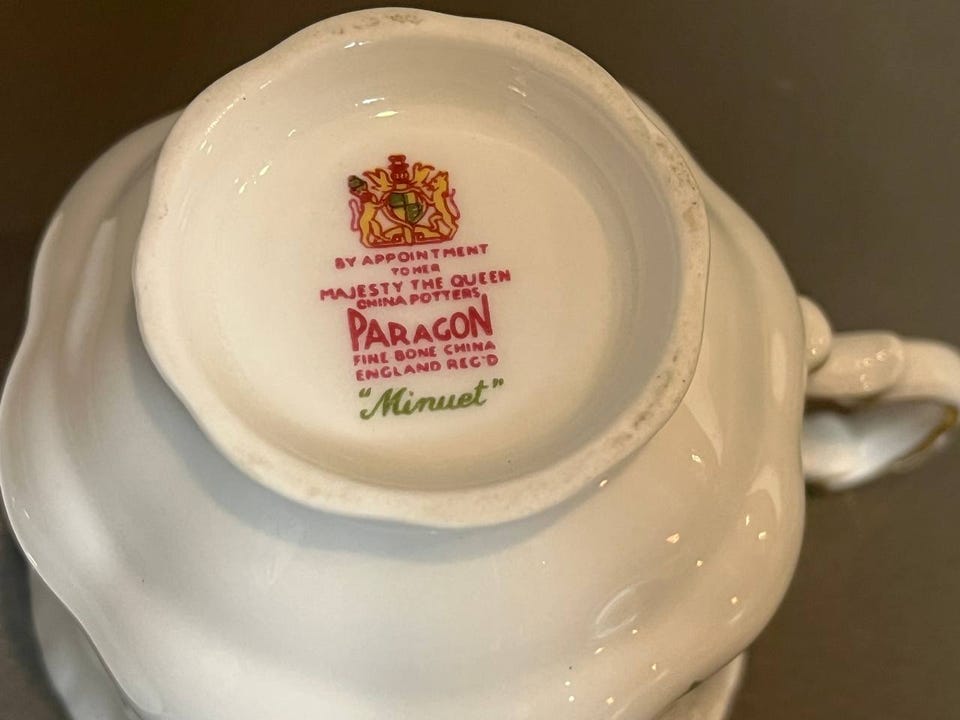 BY APPOINTMENT
TO HER
MAJESTY THE QUEEN
CHINA POTTERS
PARAGON
FINE BONE CHINA
ENGLAND REG'D
"Minuet"